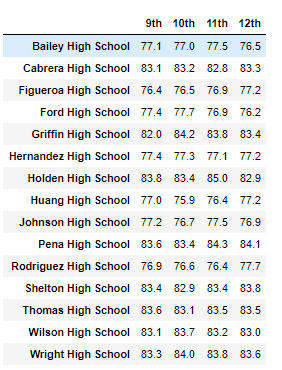 9th 10th 11th 12th
Bailey High School 77.1 77.0 77.5 76.5
Cabrera High School 83.1 83.2 82.8 83.3
Figueroa High School 76.4 76.5 76.9 77.2
Ford High School 77.4 77.7 76.9 76.2
Griffin High School 82.0 84.2 83.8 83.4
Hernandez High School 77.4 77.3 77.1 77.2
Holden High School 83.8 83.4 85.0 82.9
Huang High School 77.0 75.9 76.4 77.2
Johnson High School 77.2 76.7 77.5 76.9
Pena High School 83.6 83.4 84.3 84.1
Rodriguez High School 76.9 76.6 76.4 77.7
Shelton High School 83.4 82.9 83.4 83.8
Thomas High School 83.6 83.1 83.5 83.5
Wilson High School 83.1 83.7 83.2 83.0
Wright High School 83.3 84.0 83.8 83.6